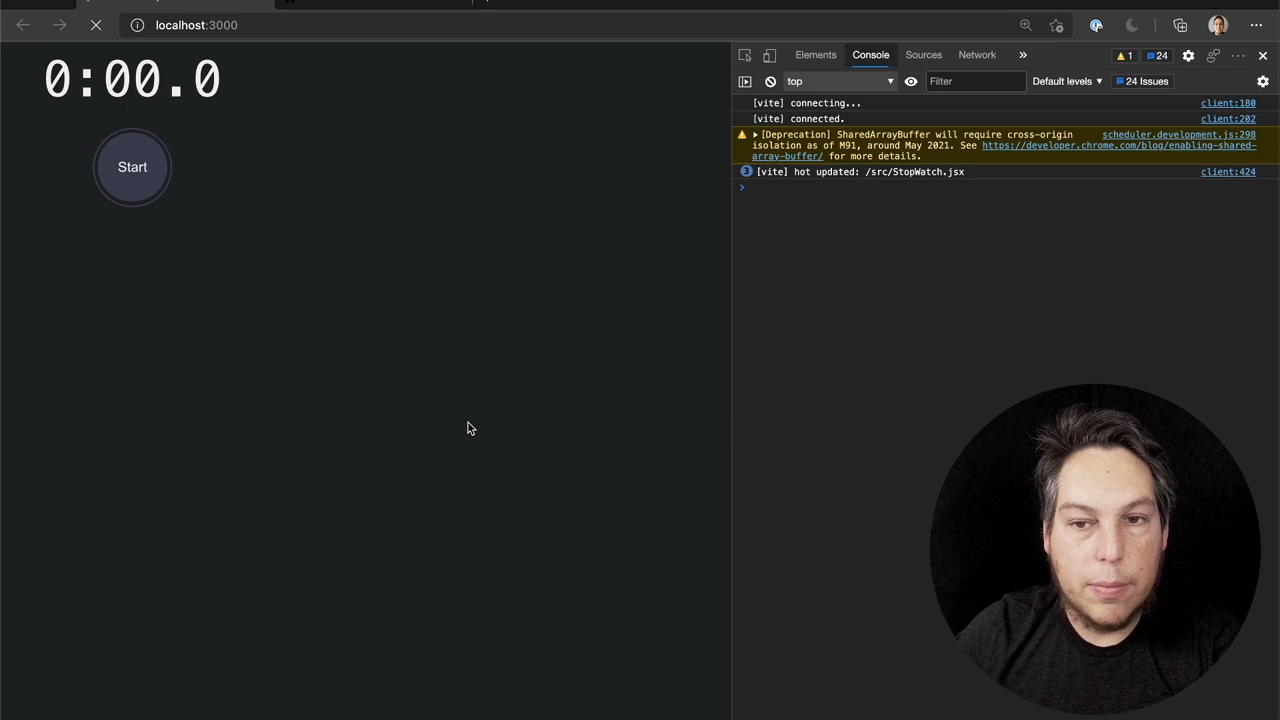 localhost:3000
0:00.0
Start
Elements Console Sources Network » 1 24
top Filter Default levels 24 Issues
[vite] connecting... client:180
[vite] connected. client:202
[Deprecation] SharedArrayBuffer will require cross-origin scheduler.development.js:298
isolation as of M91, around May 2021. See https://developer.chrome.com/blog/enabling-shared-
array-buffer/ for more details.
3 [vite] hot updated: /src/StopWatch.jsx client:424